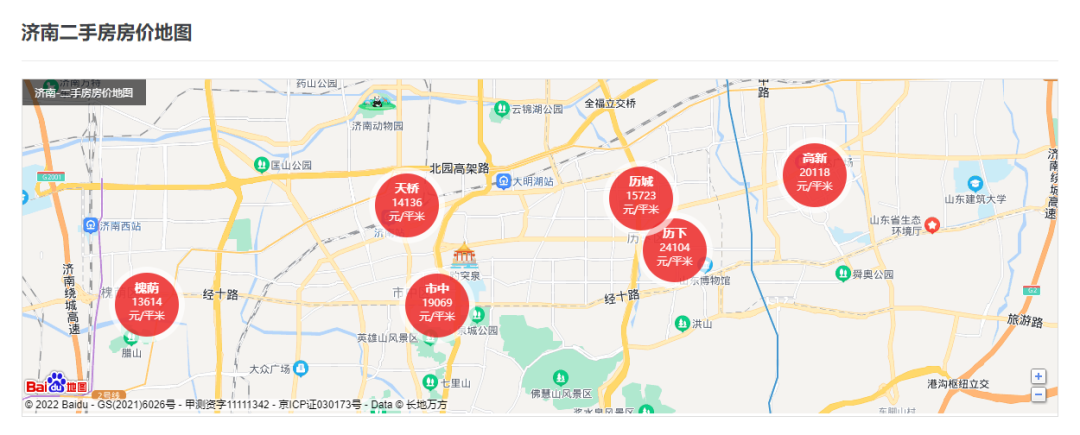 济南二手房房价地图
济南-二手房房价地图
药山公园
济南动物园
云锦湖公园
全福立交桥
匡山公园
北园高架路
大明湖站
G2001
济南西站
天桥
14136
元/平米
历城
15723
元/平米
高新
20118
元/平米
历下
24104
元/平米
山东建筑大学
山东省生态
环境厅
济南绕城高速
舜奥公园
槐荫
13614
元/平米
市中
19069
元/平米
经十路
经十路
济南绕城高速
洪山
G2
旅游路
英雄山风景区
腊山
大众广场
七里山
佛慧山风景区
港沟枢纽立交
Bai 地图
2号线
+
−
© 2022 Baidu - GS(2021)6026号 - 甲测资字11111342 - 京ICP证030173号 - Data © 长地万方